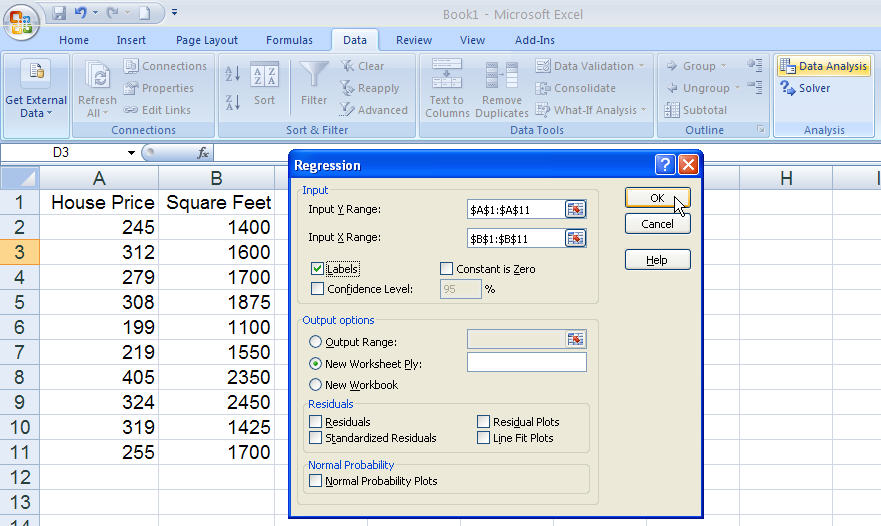 Book1 - Microsoft Excel
Home Insert Page Layout Formulas Data Review View Add-Ins
Get External Data
Refresh All
Connections
Properties
Edit Links
Connections
Sort
Filter
Clear
Reapply
Advanced
Sort & Filter
Text to Columns
Remove Duplicates
Data Validation
Consolidate
What-If Analysis
Data Tools
Group
Ungroup
Subtotal
Outline
Data Analysis
Solver
Analysis
D3 fx
A B H I
1 House Price Square Feet
2 245 1400
3 312 1600
4 279 1700
5 308 1875
6 199 1100
7 219 1550
8 405 2350
9 324 2450
10 319 1425
11 255 1700
12
13
14
Regression
Input
Input Y Range: $A$1:$A$11
Input X Range: $B$1:$B$11
Labels Constant is Zero
Confidence Level: 95 %
OK
Cancel
Help
Output options
Output Range:
New Worksheet Ply:
New Workbook
Residuals
Residuals Residual Plots
Standardized Residuals Line Fit Plots
Normal Probability
Normal Probability Plots